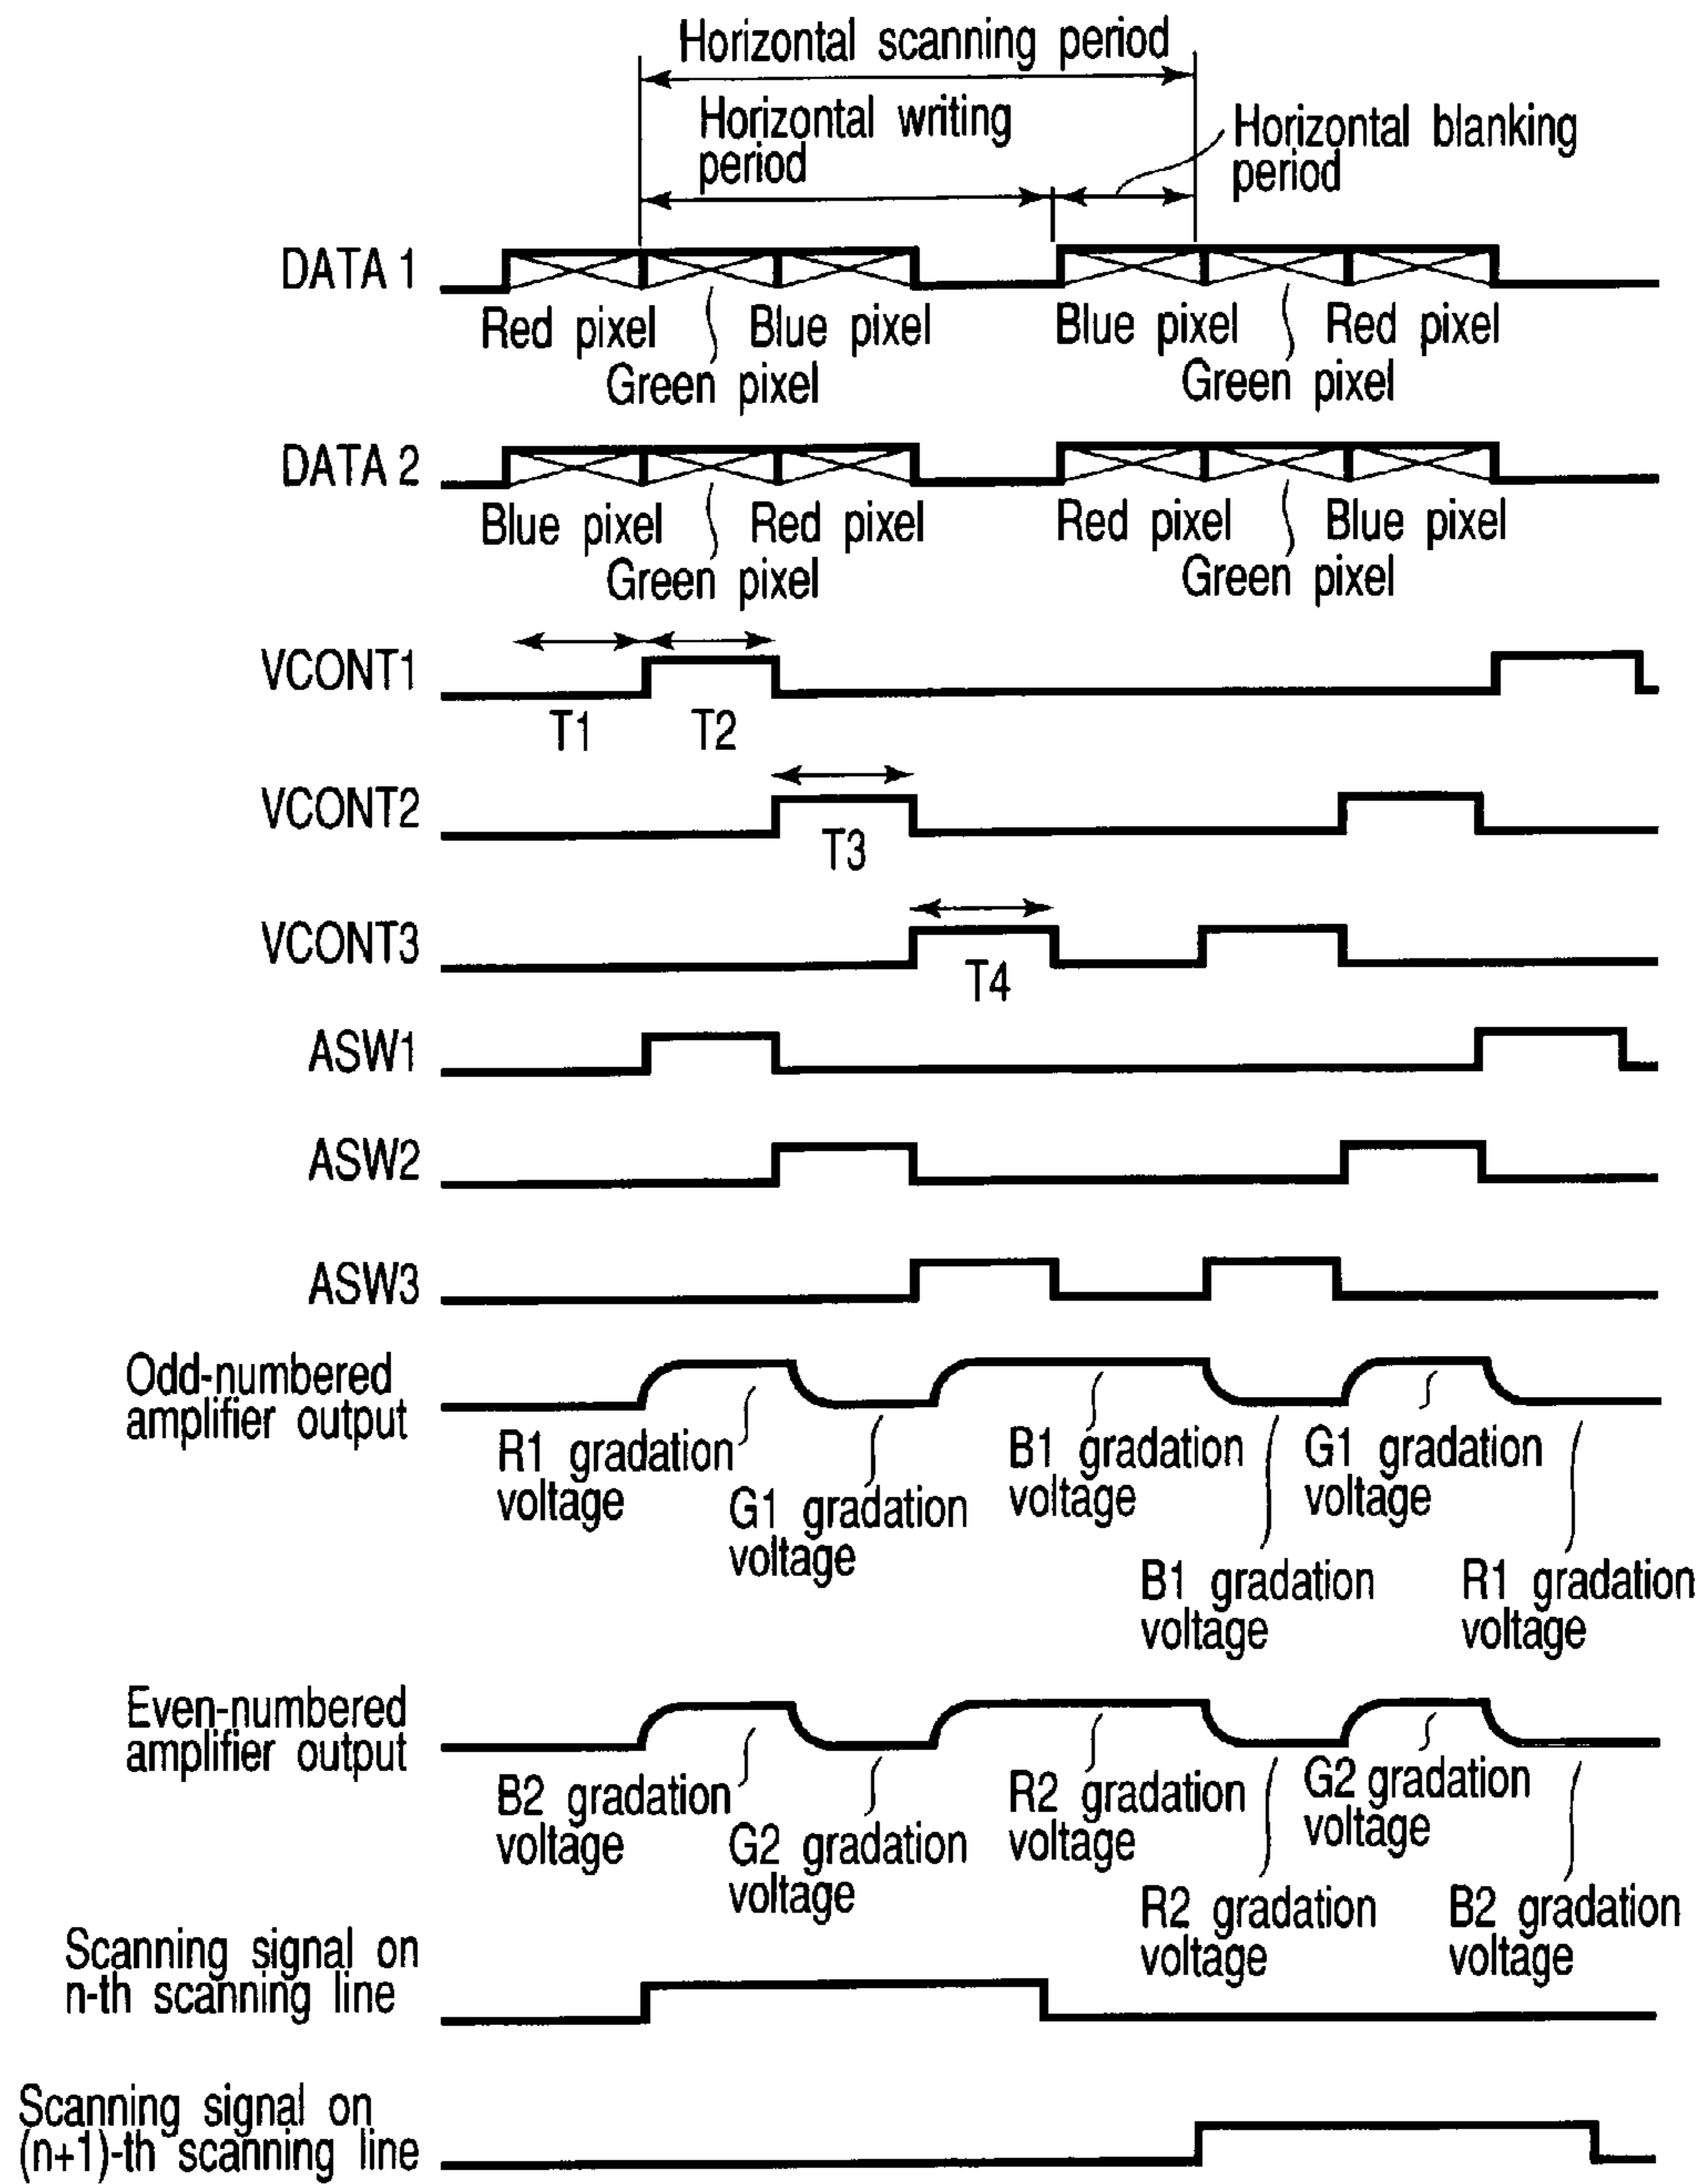 Horizontal scanning period
Horizontal writing
period
Horizontal blanking
period
DATA 1
Red pixel
Blue pixel
Blue pixel
Red pixel
Green pixel
Green pixel
DATA 2
Blue pixel
Red pixel
Red pixel
Blue pixel
Green pixel
Green pixel
VCONT1
T1
T2
VCONT2
T3
VCONT3
T4
ASW1
ASW2
ASW3
Odd-numbered
amplifier output
R1 gradation
voltage
G1 gradation
voltage
B1 gradation
voltage
B1 gradation
voltage
G1 gradation
voltage
R1 gradation
voltage
Even-numbered
amplifier output
B2 gradation
voltage
G2 gradation
voltage
R2 gradation
voltage
R2 gradation
voltage
G2 gradation
voltage
B2 gradation
voltage
Scanning signal on
n-th scanning line
Scanning signal on
(n+1)-th scanning line